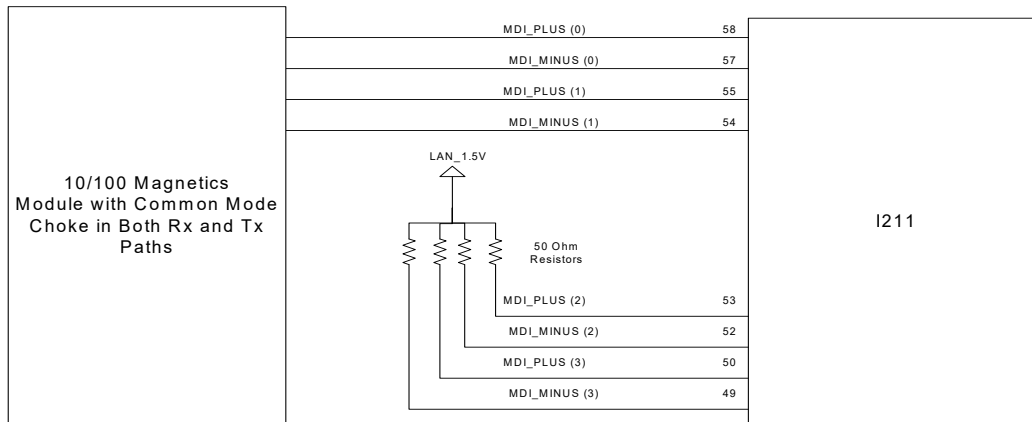 MDI_PLUS (0) 58
MDI_MINUS (0) 57
MDI_PLUS (1) 55
MDI_MINUS (1) 54
LAN_1.5V
10/100 Magnetics
Module with Common Mode
Choke in Both Rx and Tx
Paths
I211
50 Ohm
Resistors
MDI_PLUS (2) 53
MDI_MINUS (2) 52
MDI_PLUS (3) 50
MDI_MINUS (3) 49